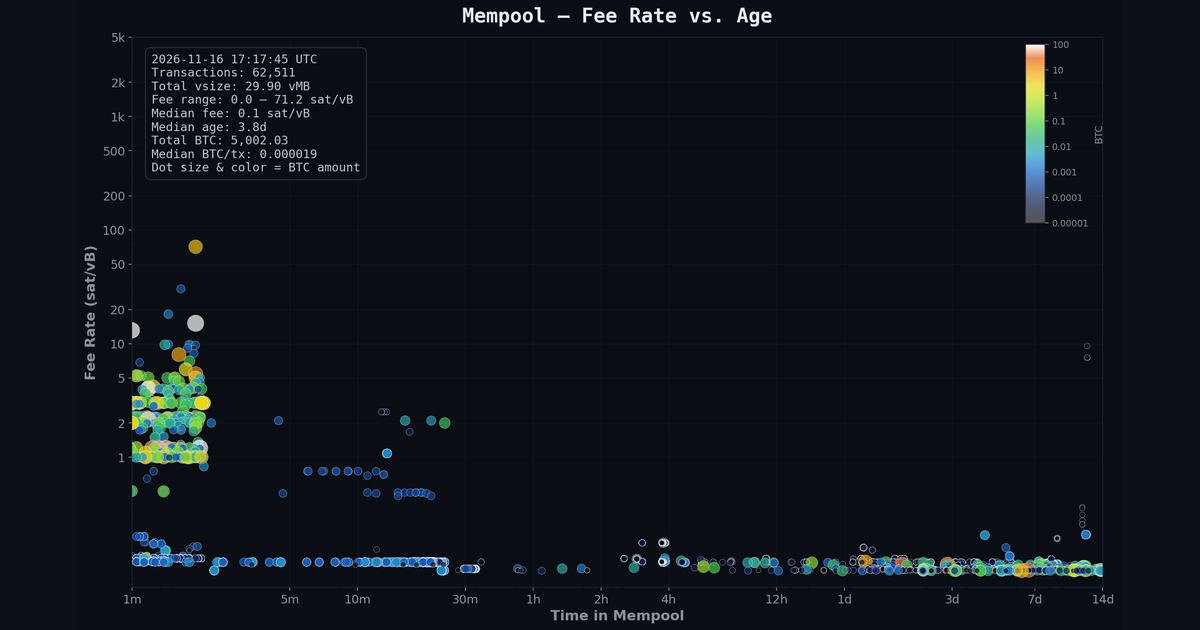 Mempool — Fee Rate vs. Age
2026-11-16 17:17:45 UTC
Transactions: 62,511
Total vsize: 29.90 vMB
Fee range: 0.0 — 71.2 sat/vB
Median fee: 0.1 sat/vB
Median age: 3.8d
Total BTC: 5,002.03
Median BTC/tx: 0.000019
Dot size & color = BTC amount
Fee Rate (sat/vB)
5k
2k
1k
500
200
100
50
20
10
5
2
1
100
10
1
0.1
0.01
0.001
0.0001
0.00001
BTC
1m
5m
10m
30m
1h
2h
4h
12h
1d
3d
7d
14d
Time in Mempool